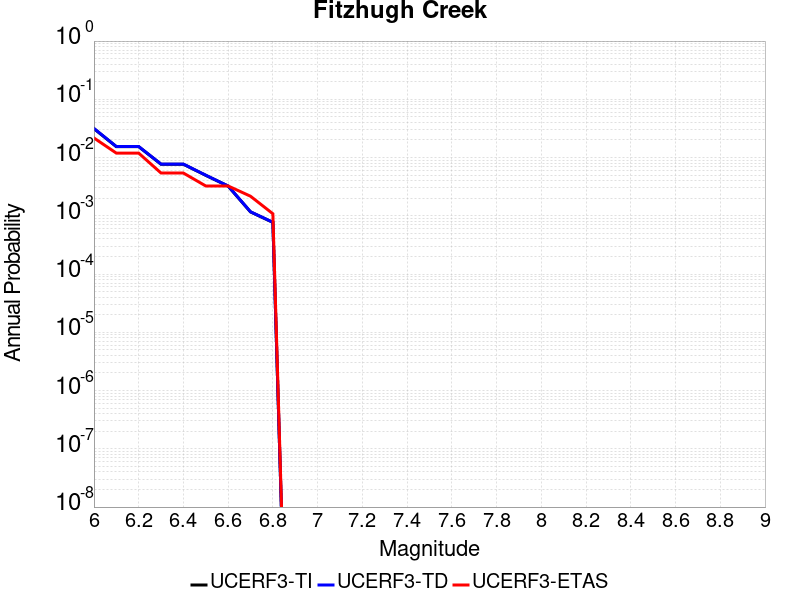 Fitzhugh Creek
10^0
10^-1
10^-2
10^-3
10^-4
10^-5
10^-6
10^-7
10^-8
Annual Probability
6 6.2 6.4 6.6 6.8 7 7.2 7.4 7.6 7.8 8 8.2 8.4 8.6 8.8 9
Magnitude
UCERF3-TI UCERF3-TD UCERF3-ETAS